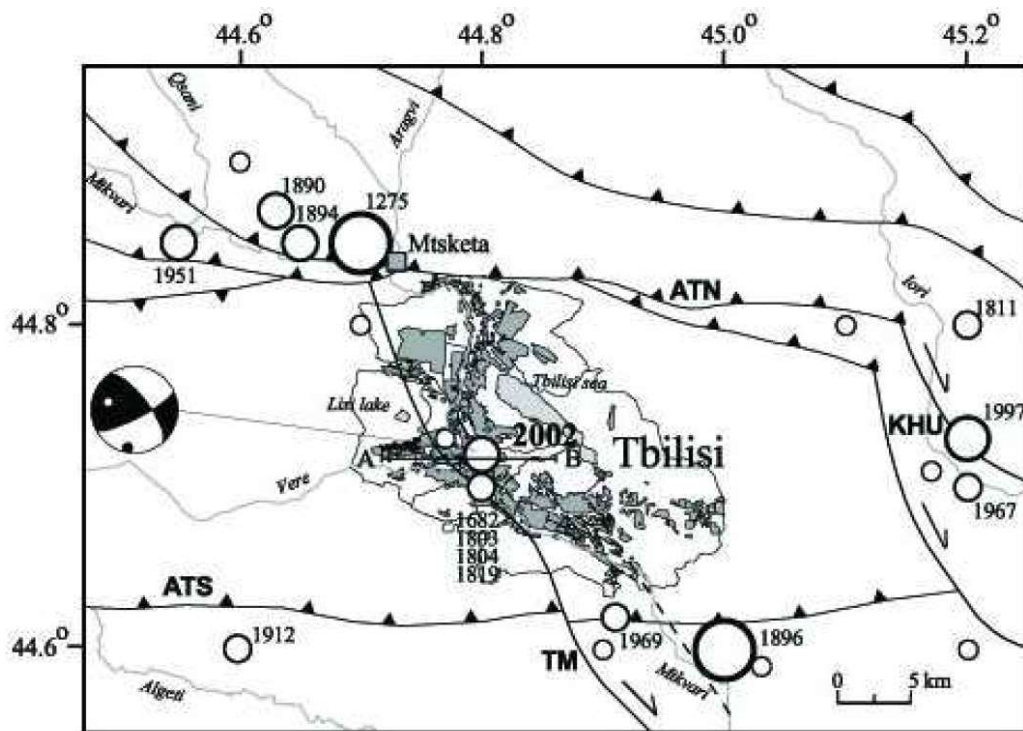 44.6° 44.8° 45.0° 45.2°
Qsani
Aragvi
Mtkvari
1890
1275
1894
1951
Mtsketa
ATN
Iori
44.8°
1811
Tbilisi sea
Lisi lake
KHU
1997
2002
A B
Tbilisi
Vere
1967
1682
1803
1804
1819
ATS
44.6°
1912
1969
1896
TM
Mtkvari
Algeti
0 5 km